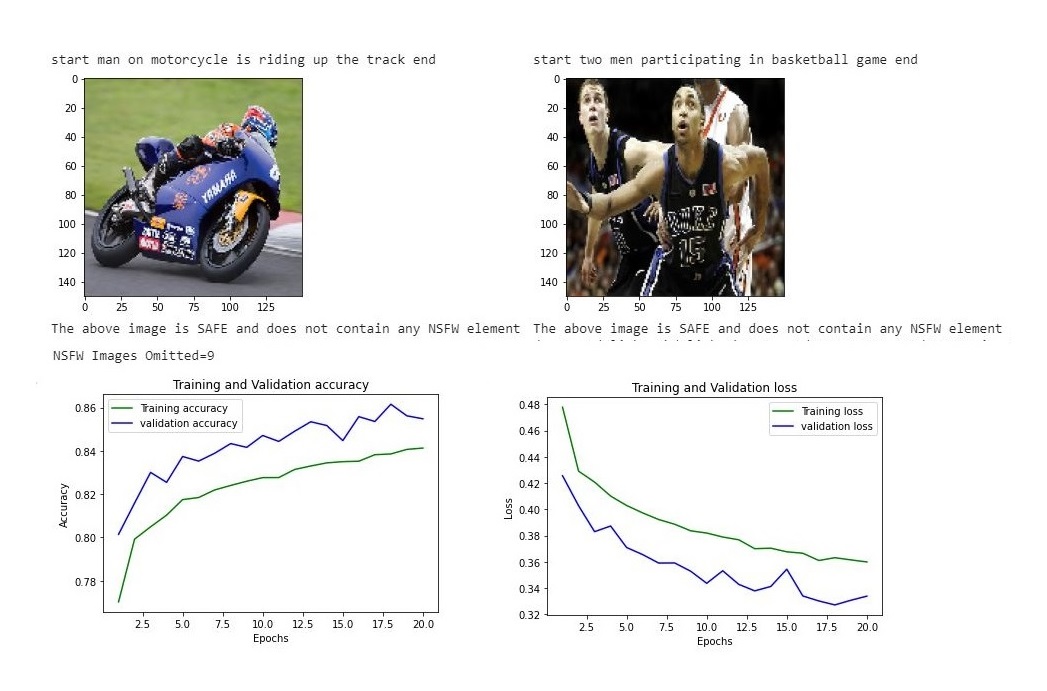 start man on motorcycle is riding up the track end
0
20
40
60
80
100
120
140
0 25 50 75 100 125
YAMAHA
The above image is SAFE and does not contain any NSFW element
start two men participating in basketball game end
0
20
40
60
80
100
120
140
DUKE
15
0 25 50 75 100 125
The above image is SAFE and does not contain any NSFW element
NSFW Images Omitted=9
Training and Validation accuracy
Training accuracy
validation accuracy
0.86
0.84
0.82
0.80
0.78
Accuracy
2.5 5.0 7.5 10.0 12.5 15.0 17.5 20.0
Epochs
Training and Validation loss
Training loss
validation loss
0.48
0.46
0.44
0.42
0.40
0.38
0.36
0.34
0.32
Loss
2.5 5.0 7.5 10.0 12.5 15.0 17.5 20.0
Epochs